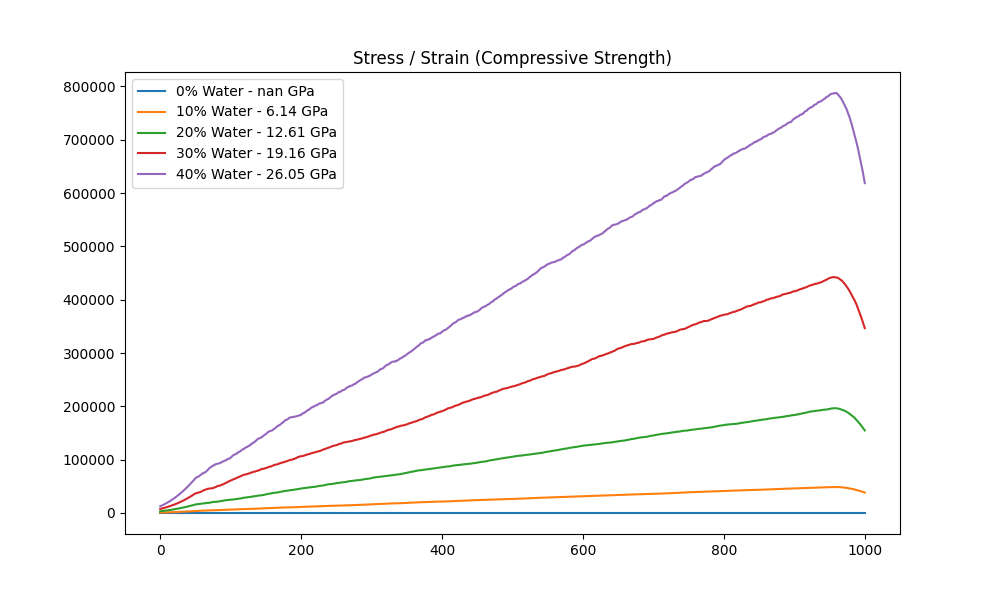 Stress / Strain (Compressive Strength)
800000
700000
600000
500000
400000
300000
200000
100000
0
0% Water - nan GPa
10% Water - 6.14 GPa
20% Water - 12.61 GPa
30% Water - 19.16 GPa
40% Water - 26.05 GPa
0 200 400 600 800 1000